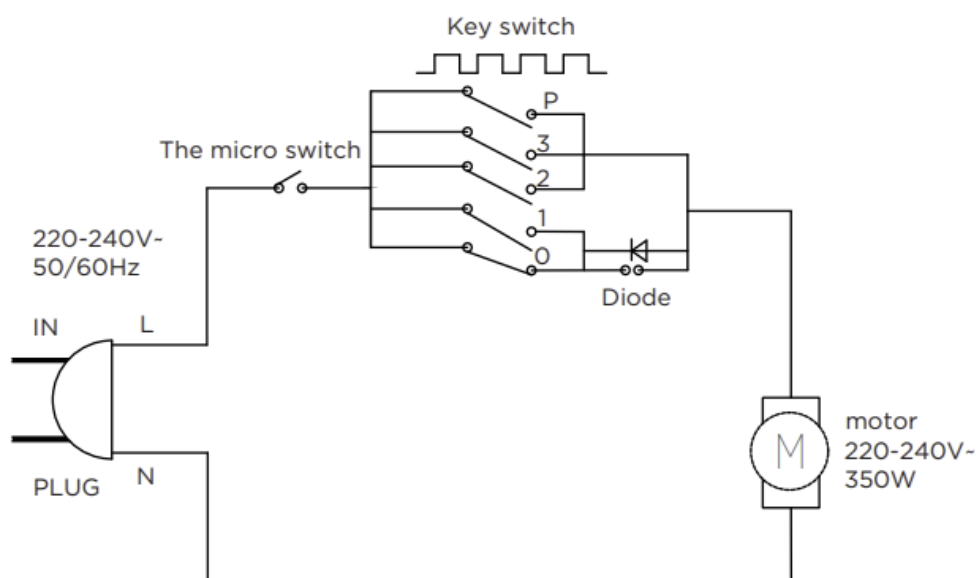 Key switch
P
3
The micro switch
2
1
220-240V~
50/60Hz
0
Diode
IN
L
motor
M
220-240V~
350W
PLUG
N